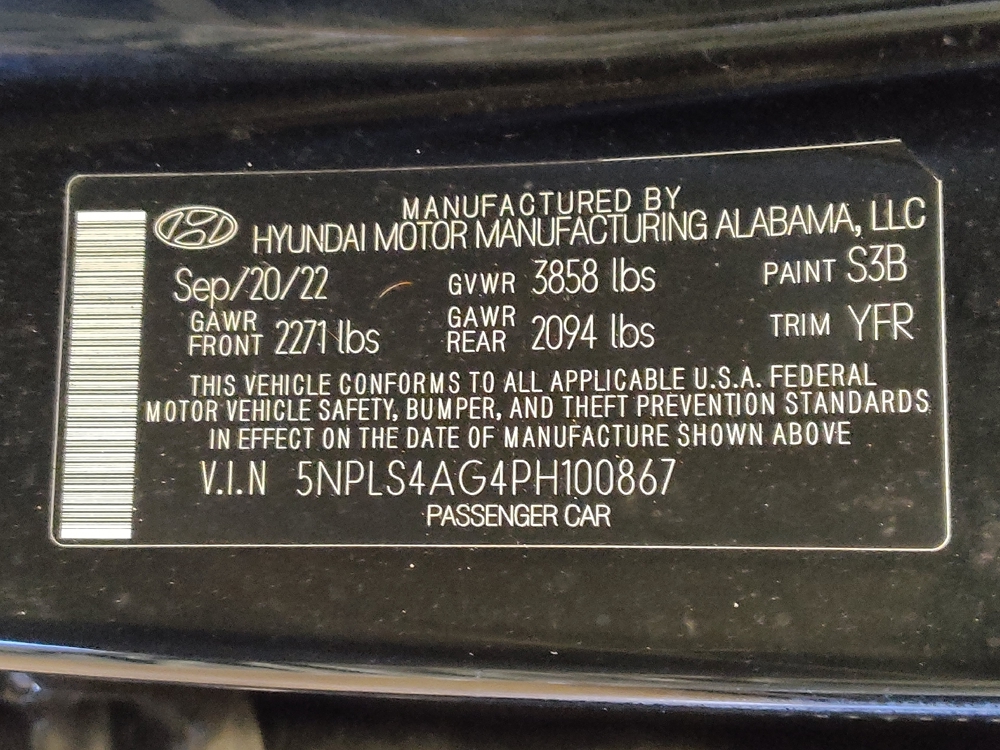 MANUFACTURED BY
HYUNDAI MOTOR MANUFACTURING ALABAMA, LLC
Sep/20/22 GVWR 3858 lbs PAINT S3B
GAWR FRONT 2271 lbs GAWR REAR 2094 lbs TRIM YFR
THIS VEHICLE CONFORMS TO ALL APPLICABLE U.S.A. FEDERAL
MOTOR VEHICLE SAFETY, BUMPER, AND THEFT PREVENTION STANDARDS
IN EFFECT ON THE DATE OF MANUFACTURE SHOWN ABOVE
V.I.N 5NPLS4AG4PH100867
PASSENGER CAR